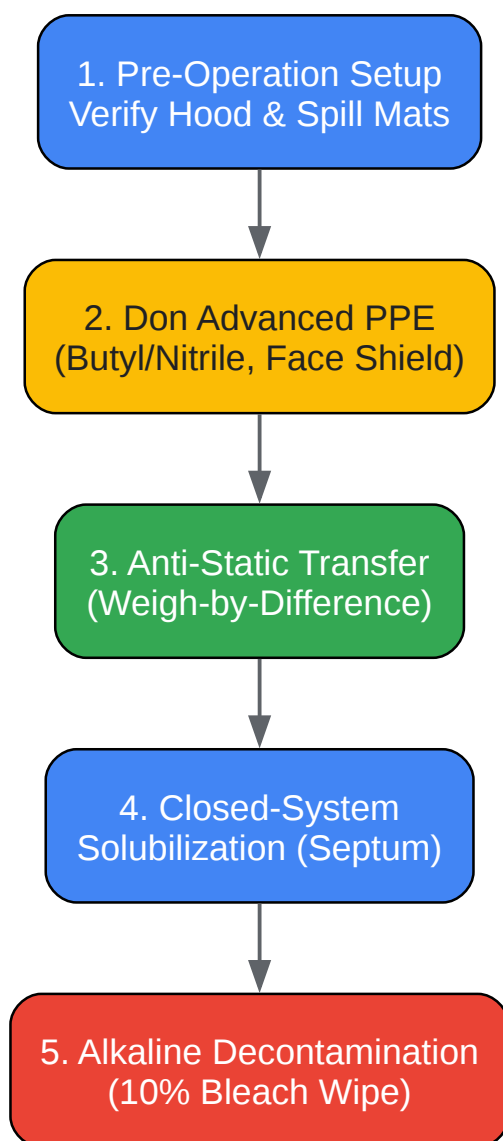 1. Pre-Operation Setup
Verify Hood & Spill Mats
2. Don Advanced PPE
(Butyl/Nitrile, Face Shield)
3. Anti-Static Transfer
(Weigh-by-Difference)
4. Closed-System
Solubilization (Septum)
5. Alkaline Decontamination
(10% Bleach Wipe)